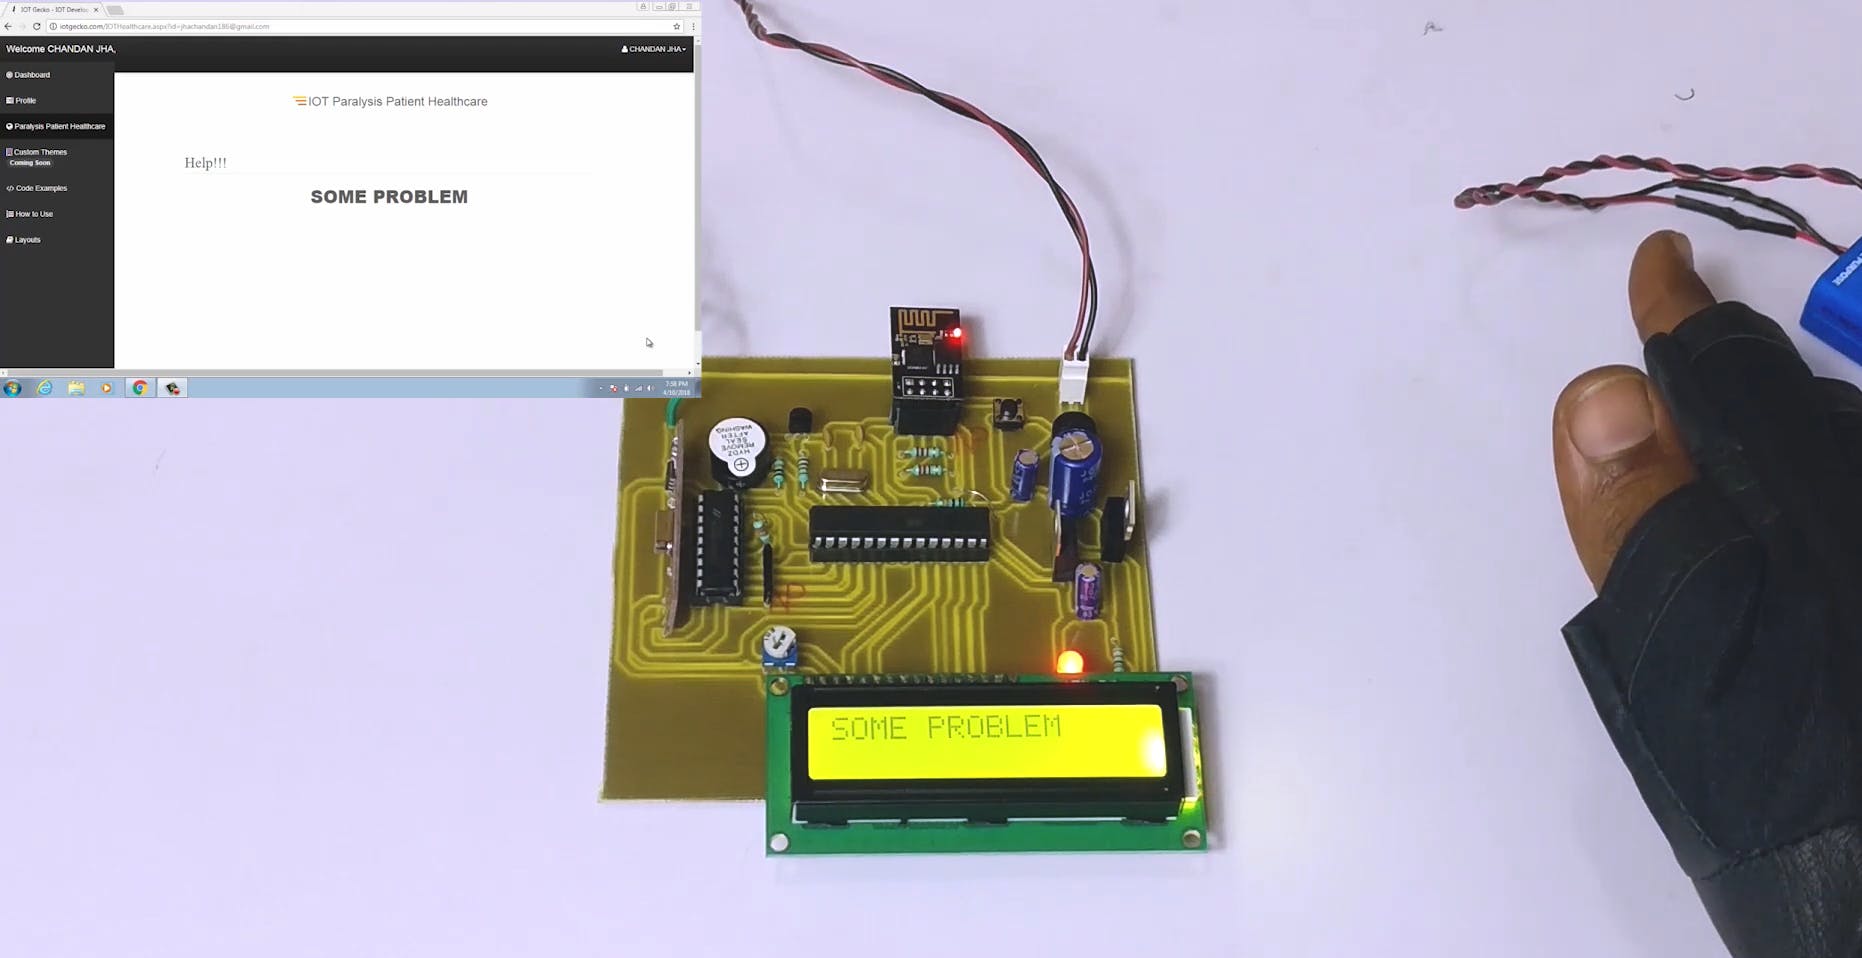 IOT Gecko - IOT Develo
iotgecko.com/IOTHealthcare.aspx?id=jhachandan186@gmail.com
Welcome CHANDAN JHA,
CHANDAN JHA
Dashboard
Profile
Paralysis Patient Healthcare
Custom Themes
Coming Soon
Code Examples
How to Use
Layouts
IOT Paralysis Patient Healthcare
Help!!!
SOME PROBLEM
7:58 PM
4/10/2018
HYDZ
REMOVE
SEAL
AFTER
WASHING
SOME PROBLEM